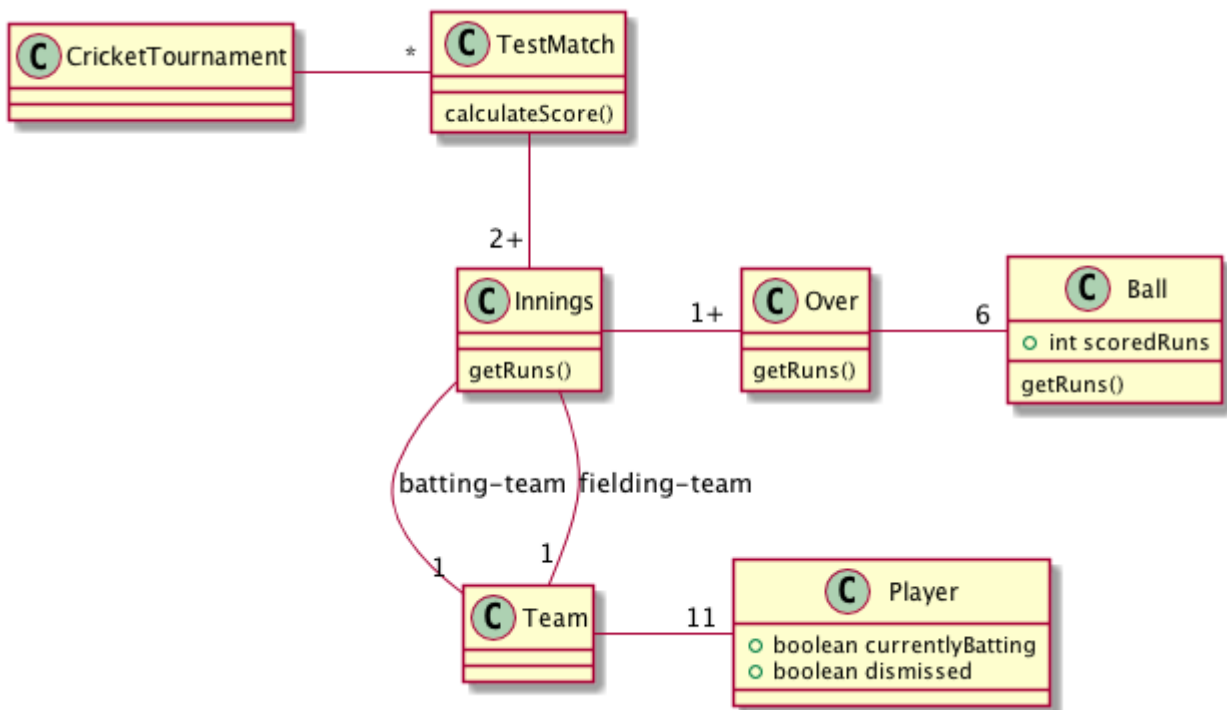 C CricketTournament
*
C TestMatch
calculateScore()
2+
C Innings
getRuns()
1+
C Over
getRuns()
6
C Ball
int scoredRuns
getRuns()
batting-team
fielding-team
1
1
C Team
11
C Player
boolean currentlyBatting
boolean dismissed